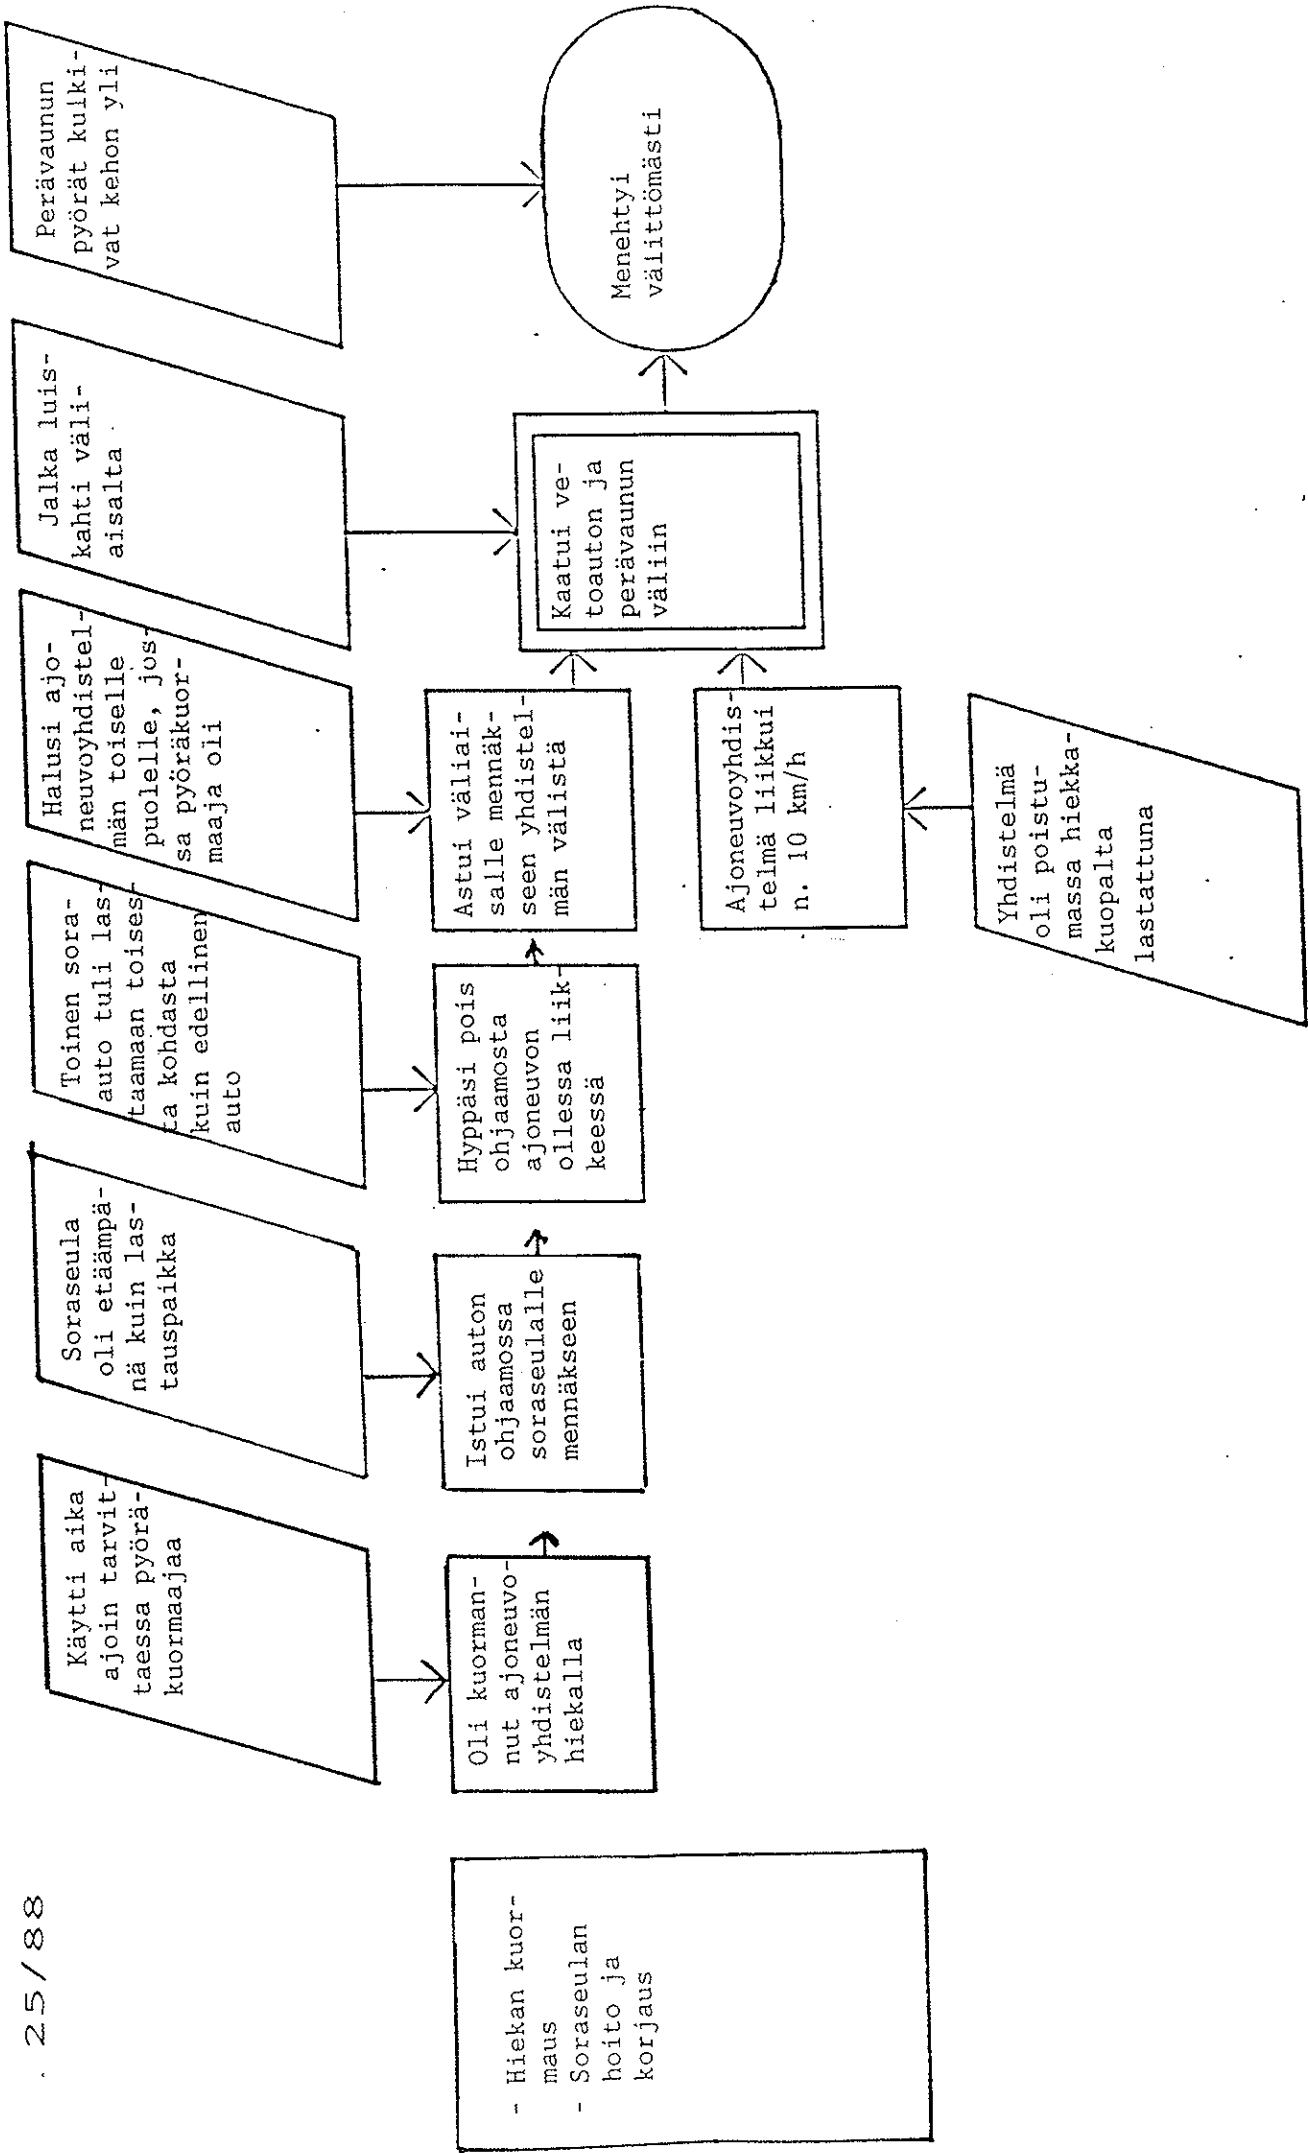 25/88
Käytti aika
ajoin tarvit-
taessa pyörä-
kuormaajaa
Soraseula
oli etäämpä-
nä kuin las-
tauspaikka
Toinen sora-
auto tuli las-
taamaan toises-
ta kohdasta
kuin edellinen
auto
Halusi ajo-
neuvoyhdistel-
män toiselle
puolelle, jos-
sa pyöräkuor-
maaja oli
Jalka luis-
kahti väli-
aisalta
Perävaunun
pyörät kulki-
vat kehon yli
- Hiekan kuor-
maus
- Soraseulan
hoito ja
korjaus
Oli kuorman-
nut ajoneuvo-
yhdistelmän
hiekalla
Istui auton
ohjaamossa
soraseulalle
mennäkseen
Hyppäsi pois
ohjaamosta
ajoneuvon
ollessa liik-
keessä
Astui väliai-
salle mennäk-
seen yhdistel-
män välistä
Kaatui ve-
toauton ja
perävaunun
väliin
Menehtyi
välittömästi
Ajoneuvoyhdis-
telmä liikkui
n. 10 km/h
Yhdistelmä
oli poistu-
massa hiekka-
kuopalta
lastattuna